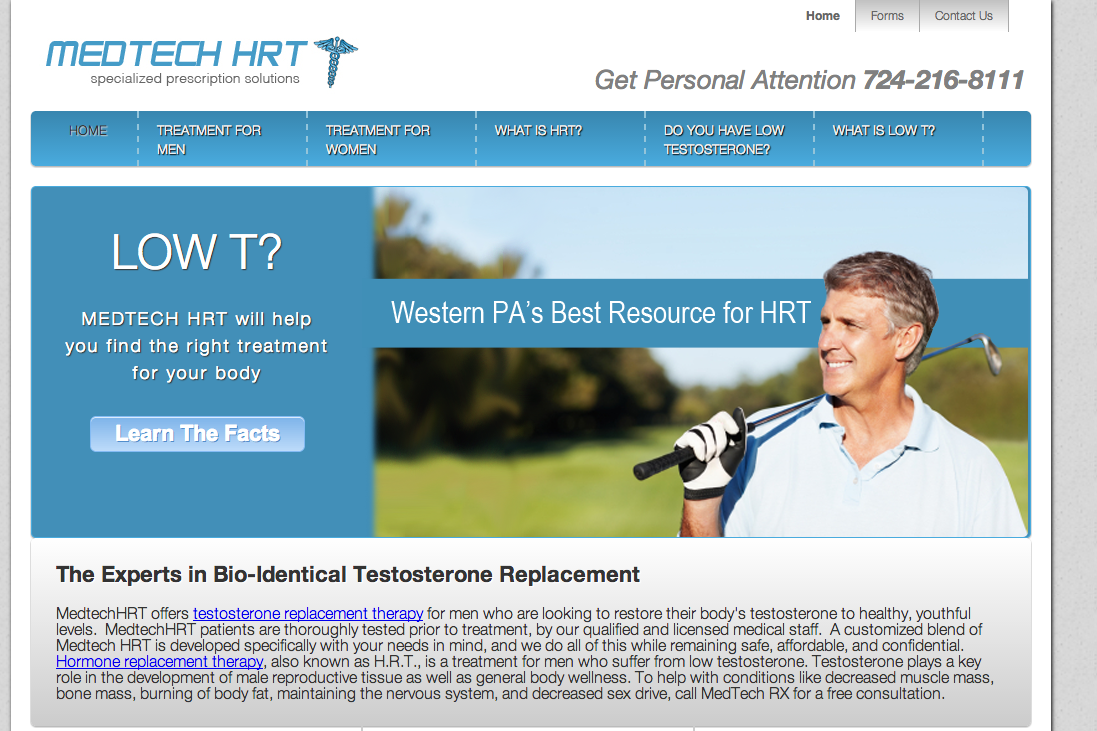 Home Forms Contact Us
MEDTECH HRT
specialized prescription solutions
Get Personal Attention 724-216-8111
HOME
TREATMENT FOR
MEN
TREATMENT FOR
WOMEN
WHAT IS HRT?
DO YOU HAVE LOW
TESTOSTERONE?
WHAT IS LOW T?
LOW T?
MEDTECH HRT will help
you find the right treatment
for your body
Learn The Facts
Western PA's Best Resource for HRT
The Experts in Bio-Identical Testosterone Replacement
MedtechHRT offers testosterone replacement therapy for men who are looking to restore their body's testosterone to healthy, youthful
levels.  MedtechHRT patients are thoroughly tested prior to treatment, by our qualified and licensed medical staff.  A customized blend of
Medtech HRT is developed specifically with your needs in mind, and we do all of this while remaining safe, affordable, and confidential.
Hormone replacement therapy, also known as H.R.T., is a treatment for men who suffer from low testosterone. Testosterone plays a key
role in the development of male reproductive tissue as well as general body wellness. To help with conditions like decreased muscle mass,
bone mass, burning of body fat, maintaining the nervous system, and decreased sex drive, call MedTech RX for a free consultation.